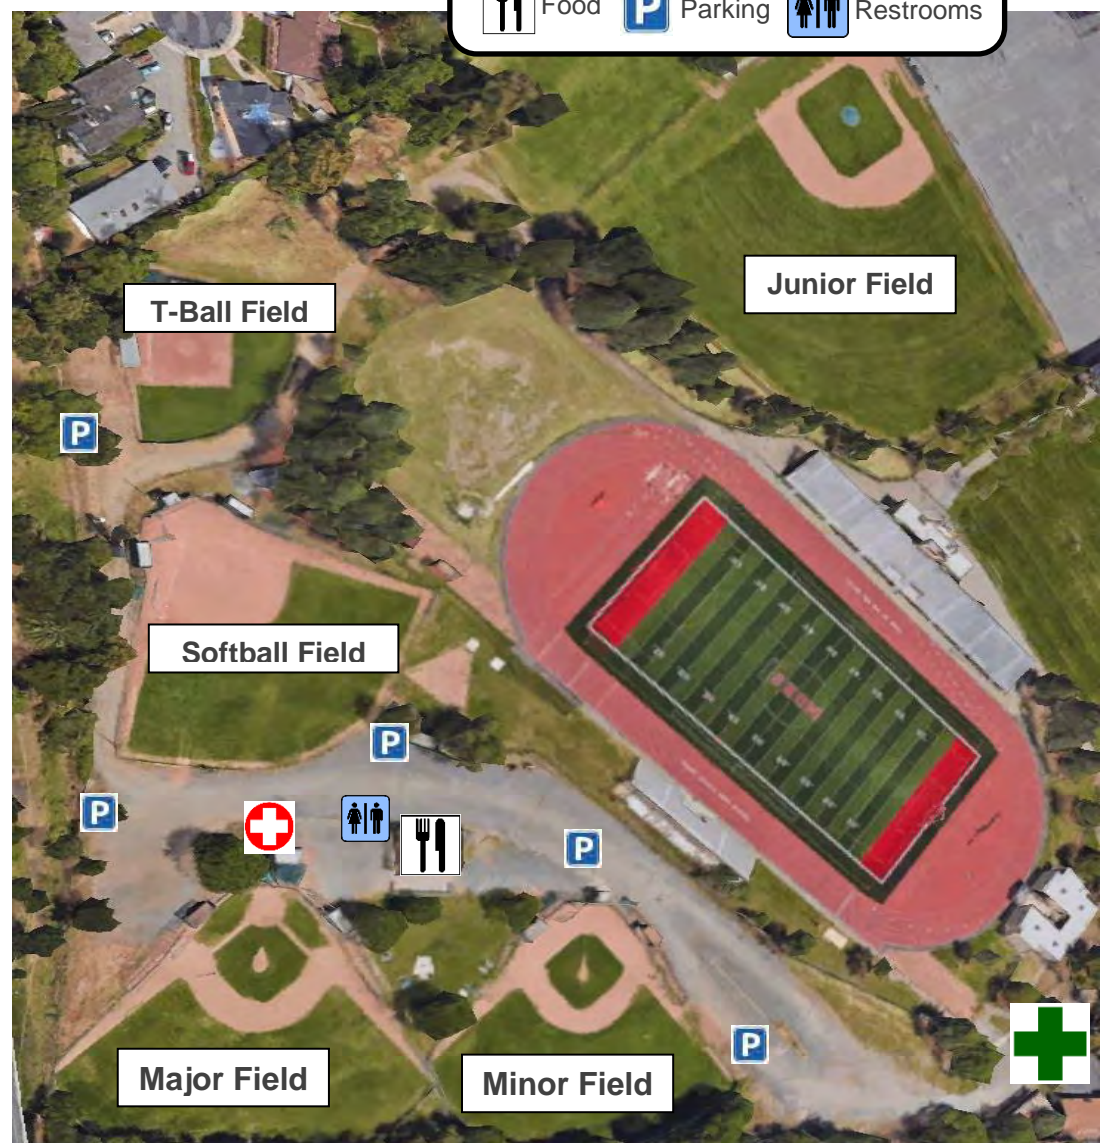 Food Parking Restrooms
Junior Field
T-Ball Field
P
Softball Field
P
P
P
Major Field
Minor Field
P